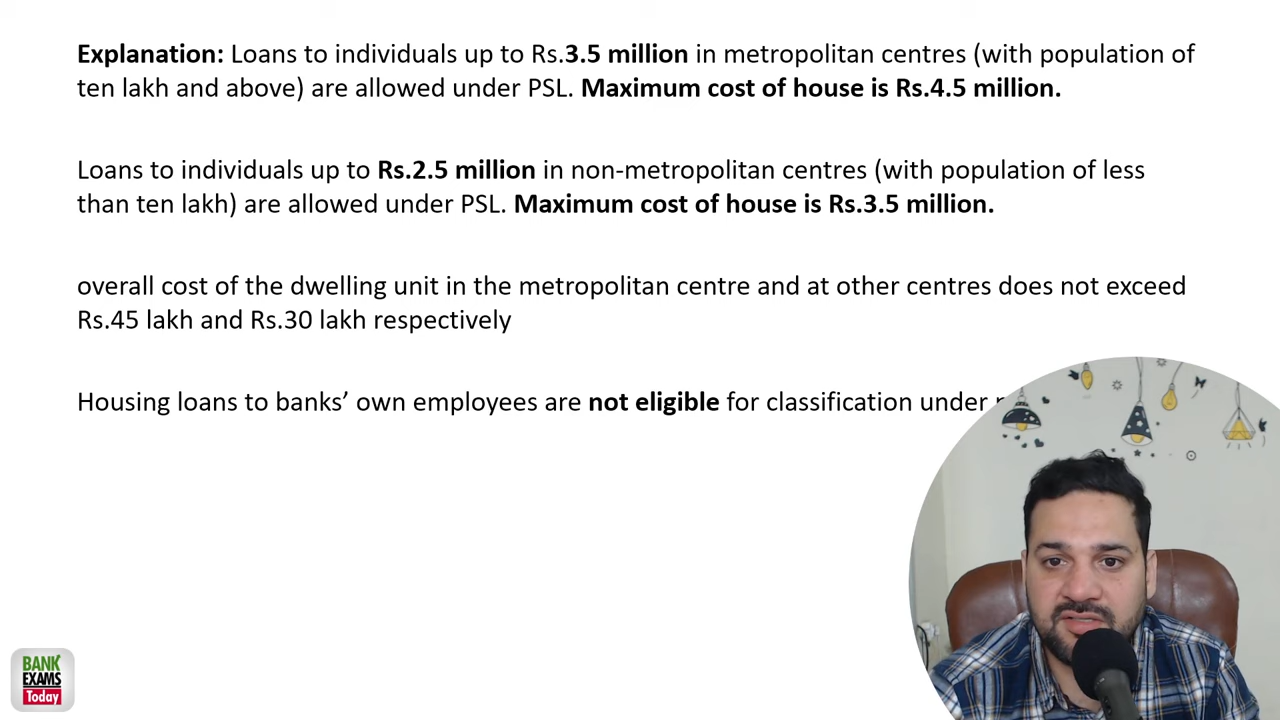 Explanation: Loans to individuals up to Rs.3.5 million in metropolitan centres (with population of
ten lakh and above) are allowed under PSL. Maximum cost of house is Rs.4.5 million.
Loans to individuals up to Rs.2.5 million in non-metropolitan centres (with population of less
than ten lakh) are allowed under PSL. Maximum cost of house is Rs.3.5 million.
overall cost of the dwelling unit in the metropolitan centre and at other centres does not exceed
Rs.45 lakh and Rs.30 lakh respectively
Housing loans to banks’ own employees are not eligible for classification under
BANK
EXAMS
Today